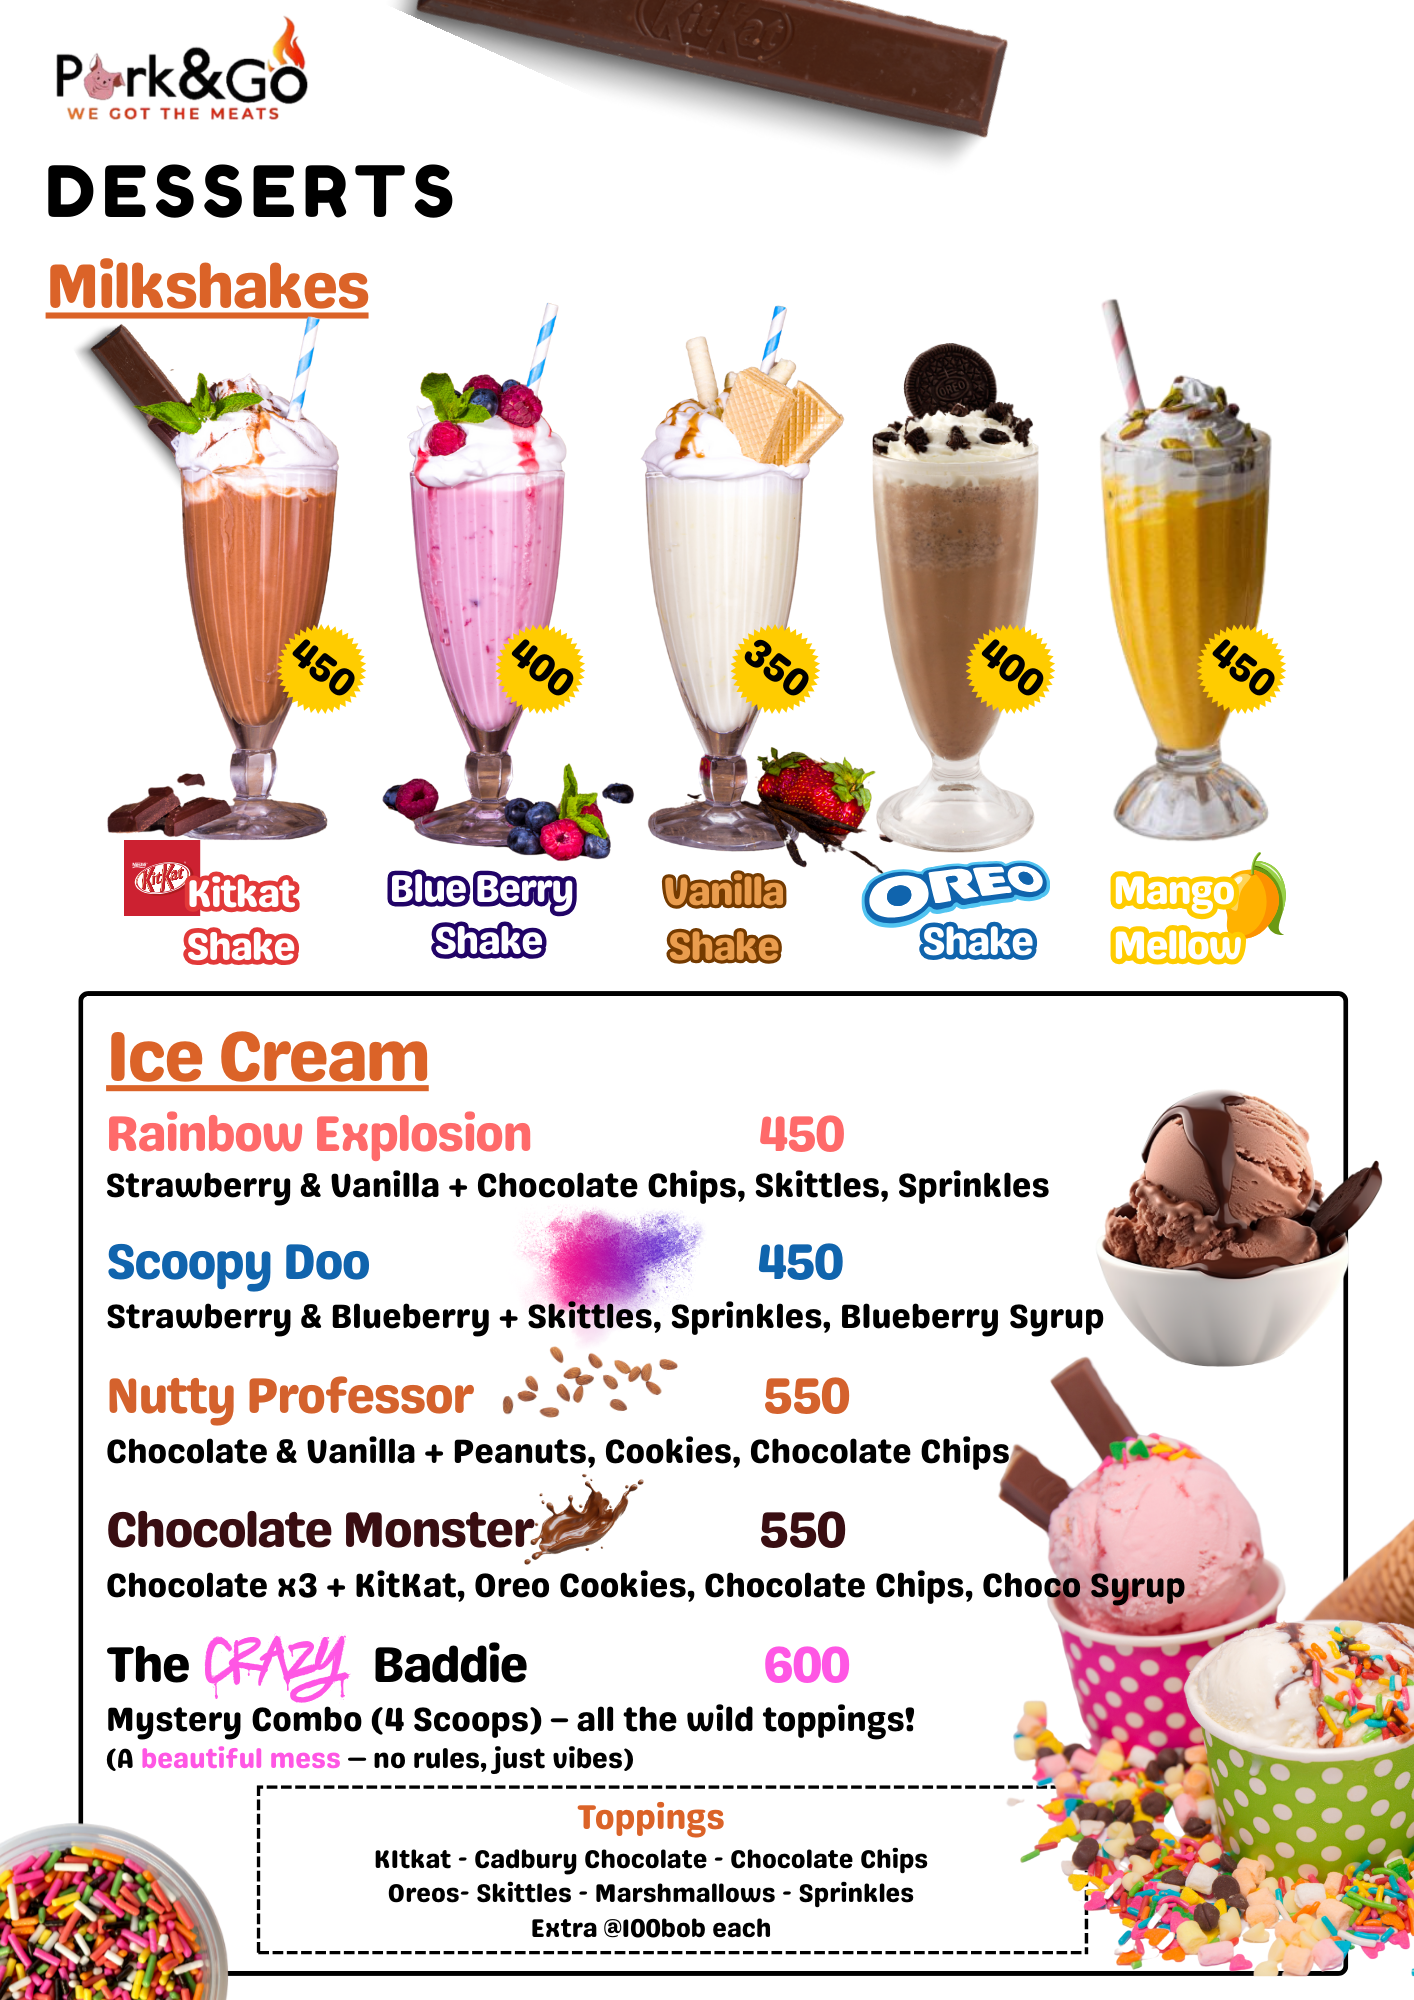 P rk&Go
WE GOT THE MEATS
KitKat
DESSERTS
Milkshakes
OREO
450
400
350
400
450
Nestle
KitKat
Kitkat
Shake
Blue Berry
Shake
Vanilla
Shake
OREO
Shake
Mango
Mellow
Ice Cream
Rainbow Explosion 450
Strawberry & Vanilla + Chocolate Chips, Skittles, Sprinkles
Scoopy Doo 450
Strawberry & Blueberry + Skittles, Sprinkles, Blueberry Syrup
Nutty Professor 550
Chocolate & Vanilla + Peanuts, Cookies, Chocolate Chips
Chocolate Monster 550
Chocolate x3 + KitKat, Oreo Cookies, Chocolate Chips, Choco Syrup
The CRAZY Baddie 600
Mystery Combo (4 Scoops) – all the wild toppings!
(A beautiful mess — no rules, just vibes)
Toppings
KItkat - Cadbury Chocolate - Chocolate Chips
Oreos- Skittles - Marshmallows - Sprinkles
Extra @100bob each